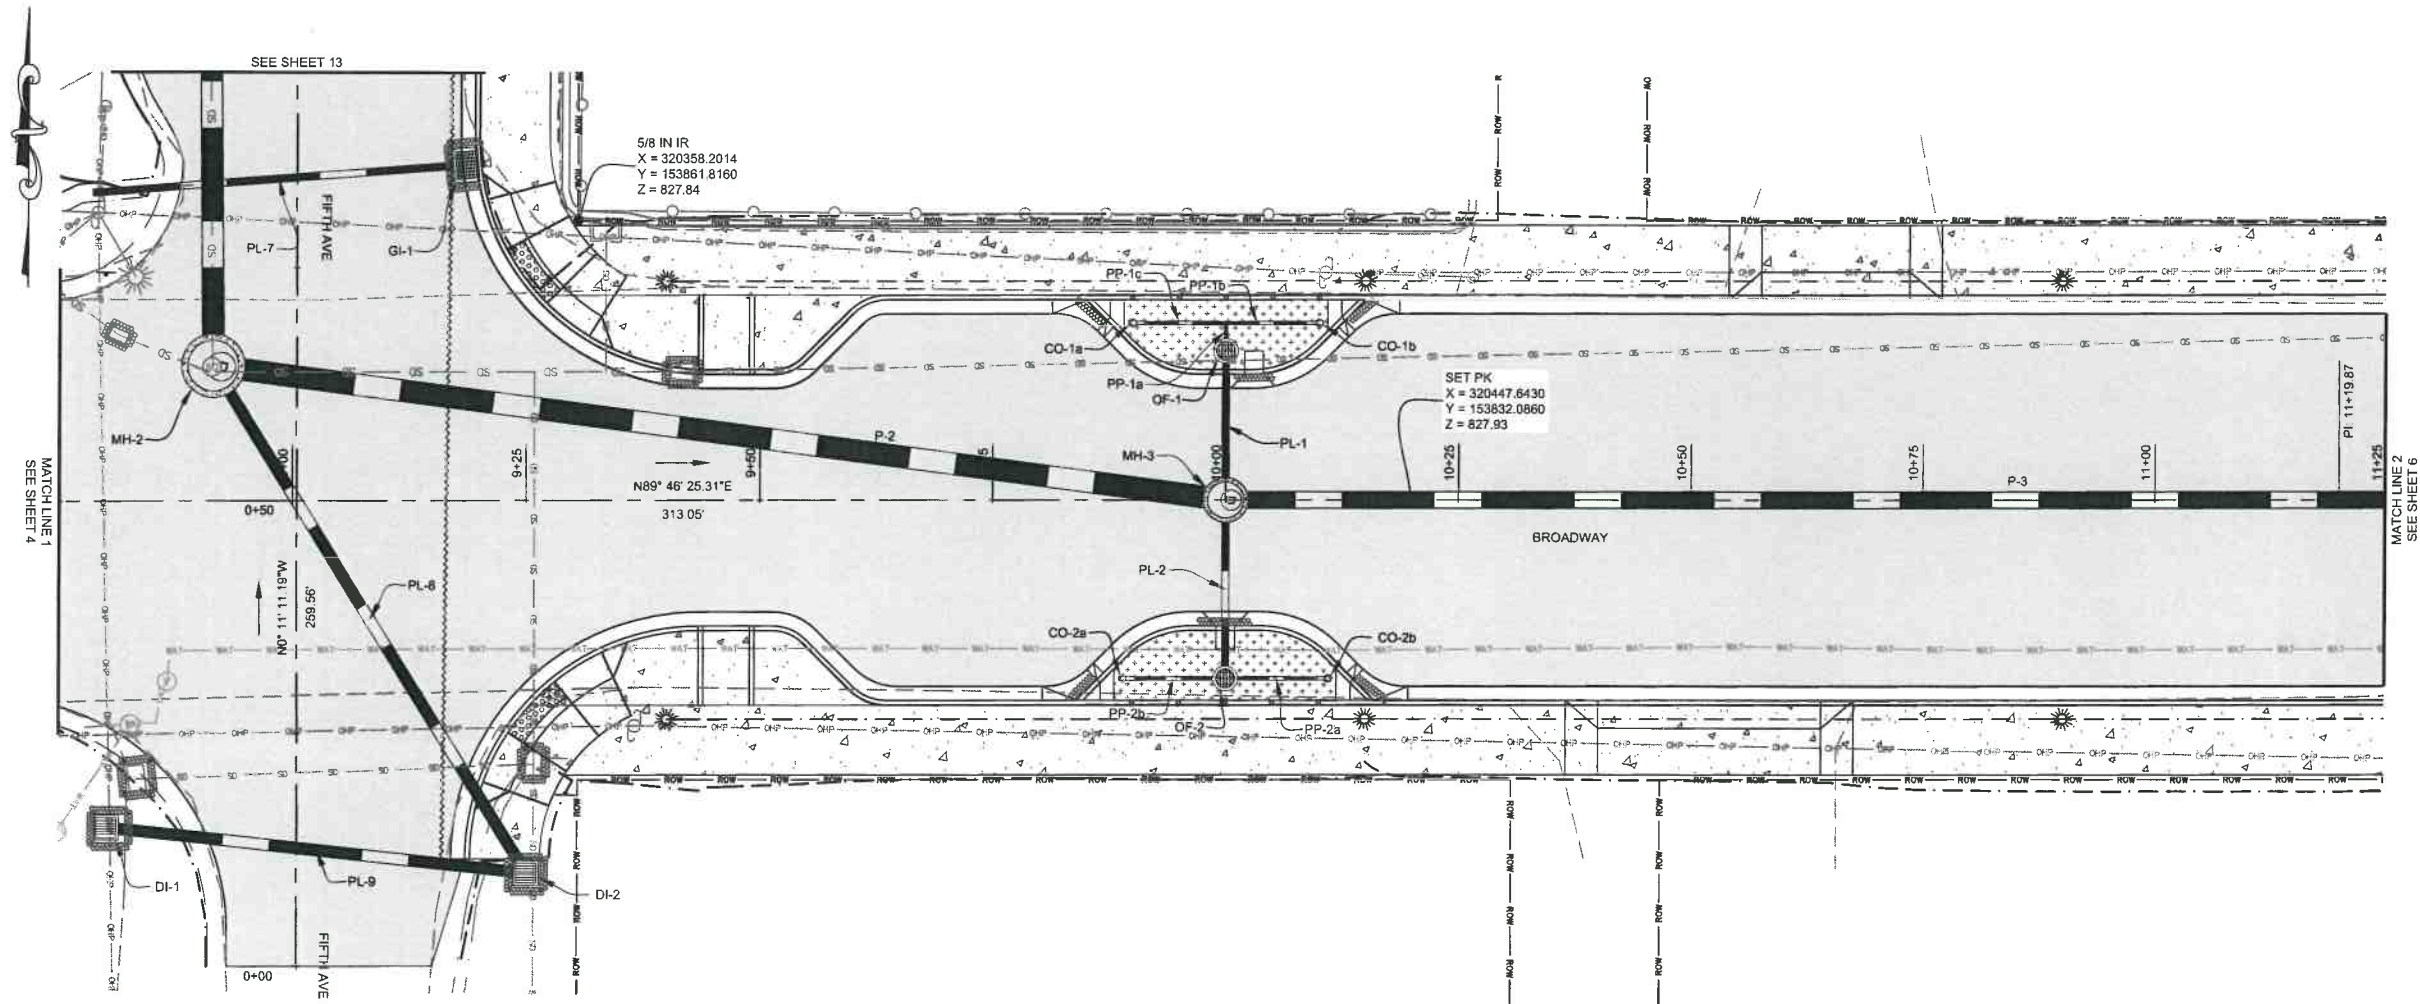 SEE SHEET 13
5/8 IN IR
X = 320358.2014
Y = 153861.8160
Z = 827.84
FIFTH AVE
PL-7
GI-1
PP-1c
PP-1b
CO-1a
CO-1b
PP-1a
OF-1
SET PK
X = 320447.6430
Y = 153832.0860
Z = 827.93
PI: 11+19.87
MH-2
P-2
MH-3
PL-1
9+25
9+50
10+00
10+25
10+50
10+75
11+00
11+25
MATCH LINE 1
SEE SHEET 4
N89° 46' 25.31"E
313.05'
0+50
P-3
BROADWAY
MATCH LINE 2
SEE SHEET 6
N0° 11' 11.19"W
259.56'
PL-8
PL-2
CO-2a
CO-2b
PP-2b
OF-2
PP-2a
DI-1
PL-9
DI-2
0+00
FIFTH AVE
ROW
OHP
SD
WAT